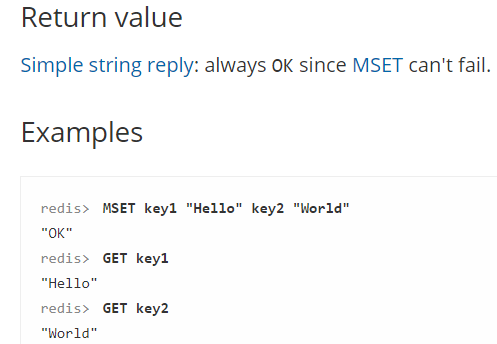 Return value
Simple string reply: always OK since MSET can't fail.
Examples
redis> MSET key1 "Hello" key2 "World"
"OK"
redis> GET key1
"Hello"
redis> GET key2
"World"